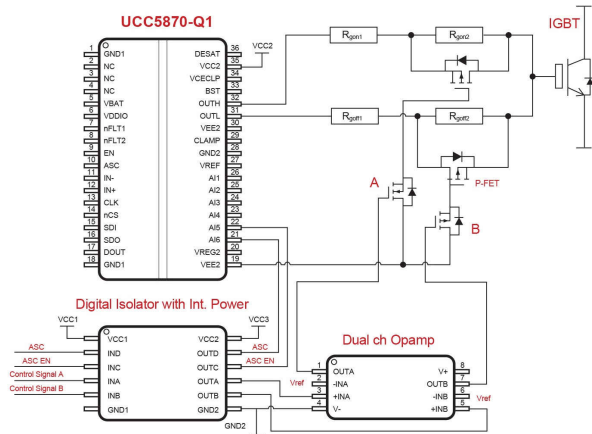 UCC5870-Q1
IGBT
1 GND1 DESAT 36
2 NC VCC2 35
VCC2
3 NC VCECLP 34
4 NC BST 33
5 VBAT OUTH 32
6 VDDIO OUTL 31
7 nFLT1 VEE2 30
8 nFLT2 CLAMP 29
9 EN GND2 28
10 ASC VREF 27
11 IN- AI1 26
12 IN+ AI2 25
13 CLK AI3 24
14 nCS AI4 23
15 SDI AI5 22
16 SDO AI6 21
17 DOUT VREG2 20
18 GND1 VEE2 19
Rgon1 Rgon2
Rgoff1 Rgoff2
P-FET
A
B
Digital Isolator with Int. Power
VCC1 VCC3
VCC1 VCC2
ASC IND OUTD ASC
ASC EN INC OUTC ASC EN
Control Signal A INA OUTA
Control Signal B INB OUTB
GND1 GND2
GND2
Dual ch Opamp
1 OUTA V+ 8
Vref 2 -INA OUTB 7
3 +INA -INB 6 Vref
4 V- +INB 5